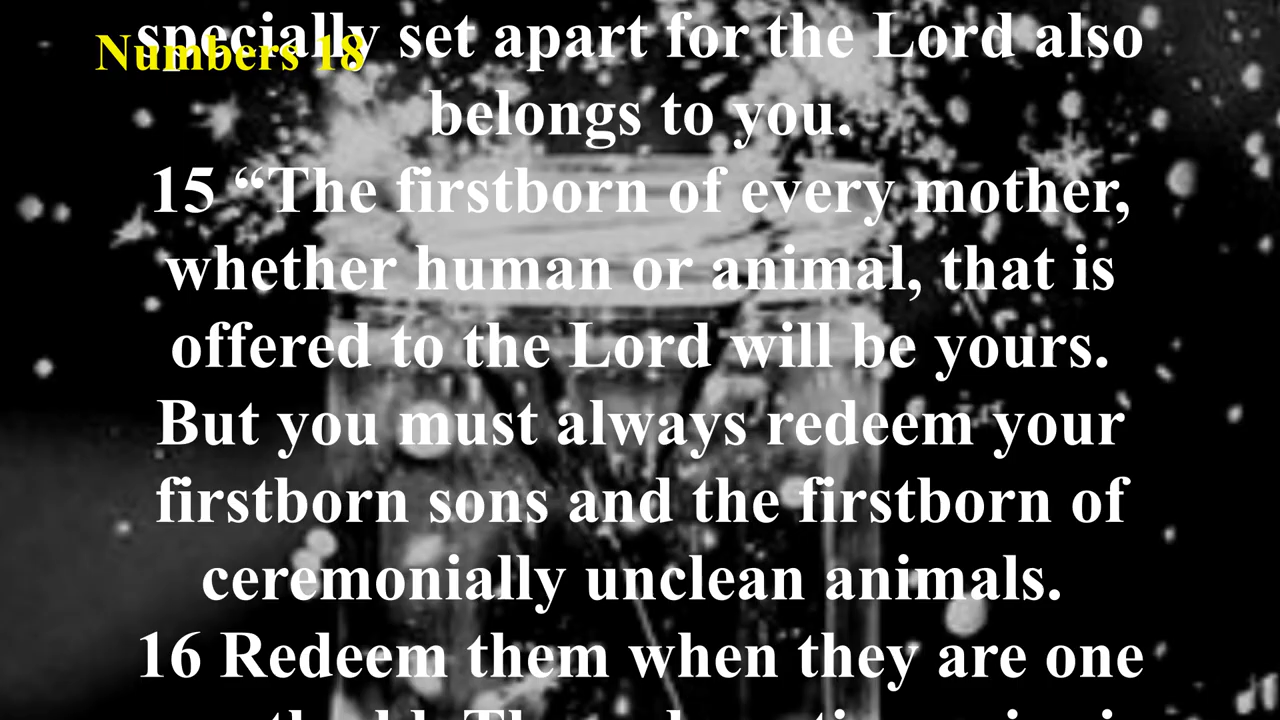 specially set apart for the Lord also
Numbers 18
belongs to you.
15 “The firstborn of every mother,
whether human or animal, that is
offered to the Lord will be yours.
But you must always redeem your
firstborn sons and the firstborn of
ceremonially unclean animals.
16 Redeem them when they are one